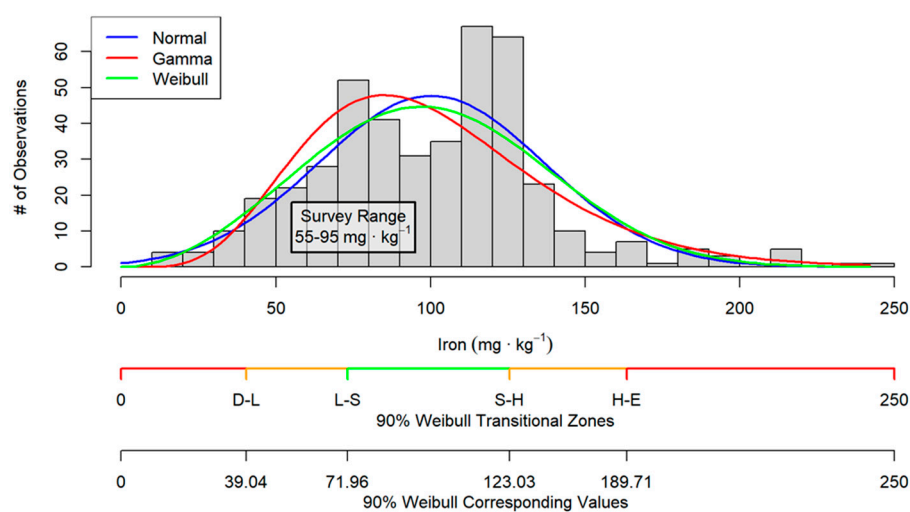 Normal
Gamma
Weibull
# of Observations
60
50
40
30
20
10
0
Survey Range
55-95 mg · kg⁻¹
0 50 100 150 200 250
Iron (mg · kg⁻¹)
0 D-L L-S S-H H-E 250
90% Weibull Transitional Zones
0 39.04 71.96 123.03 189.71 250
90% Weibull Corresponding Values